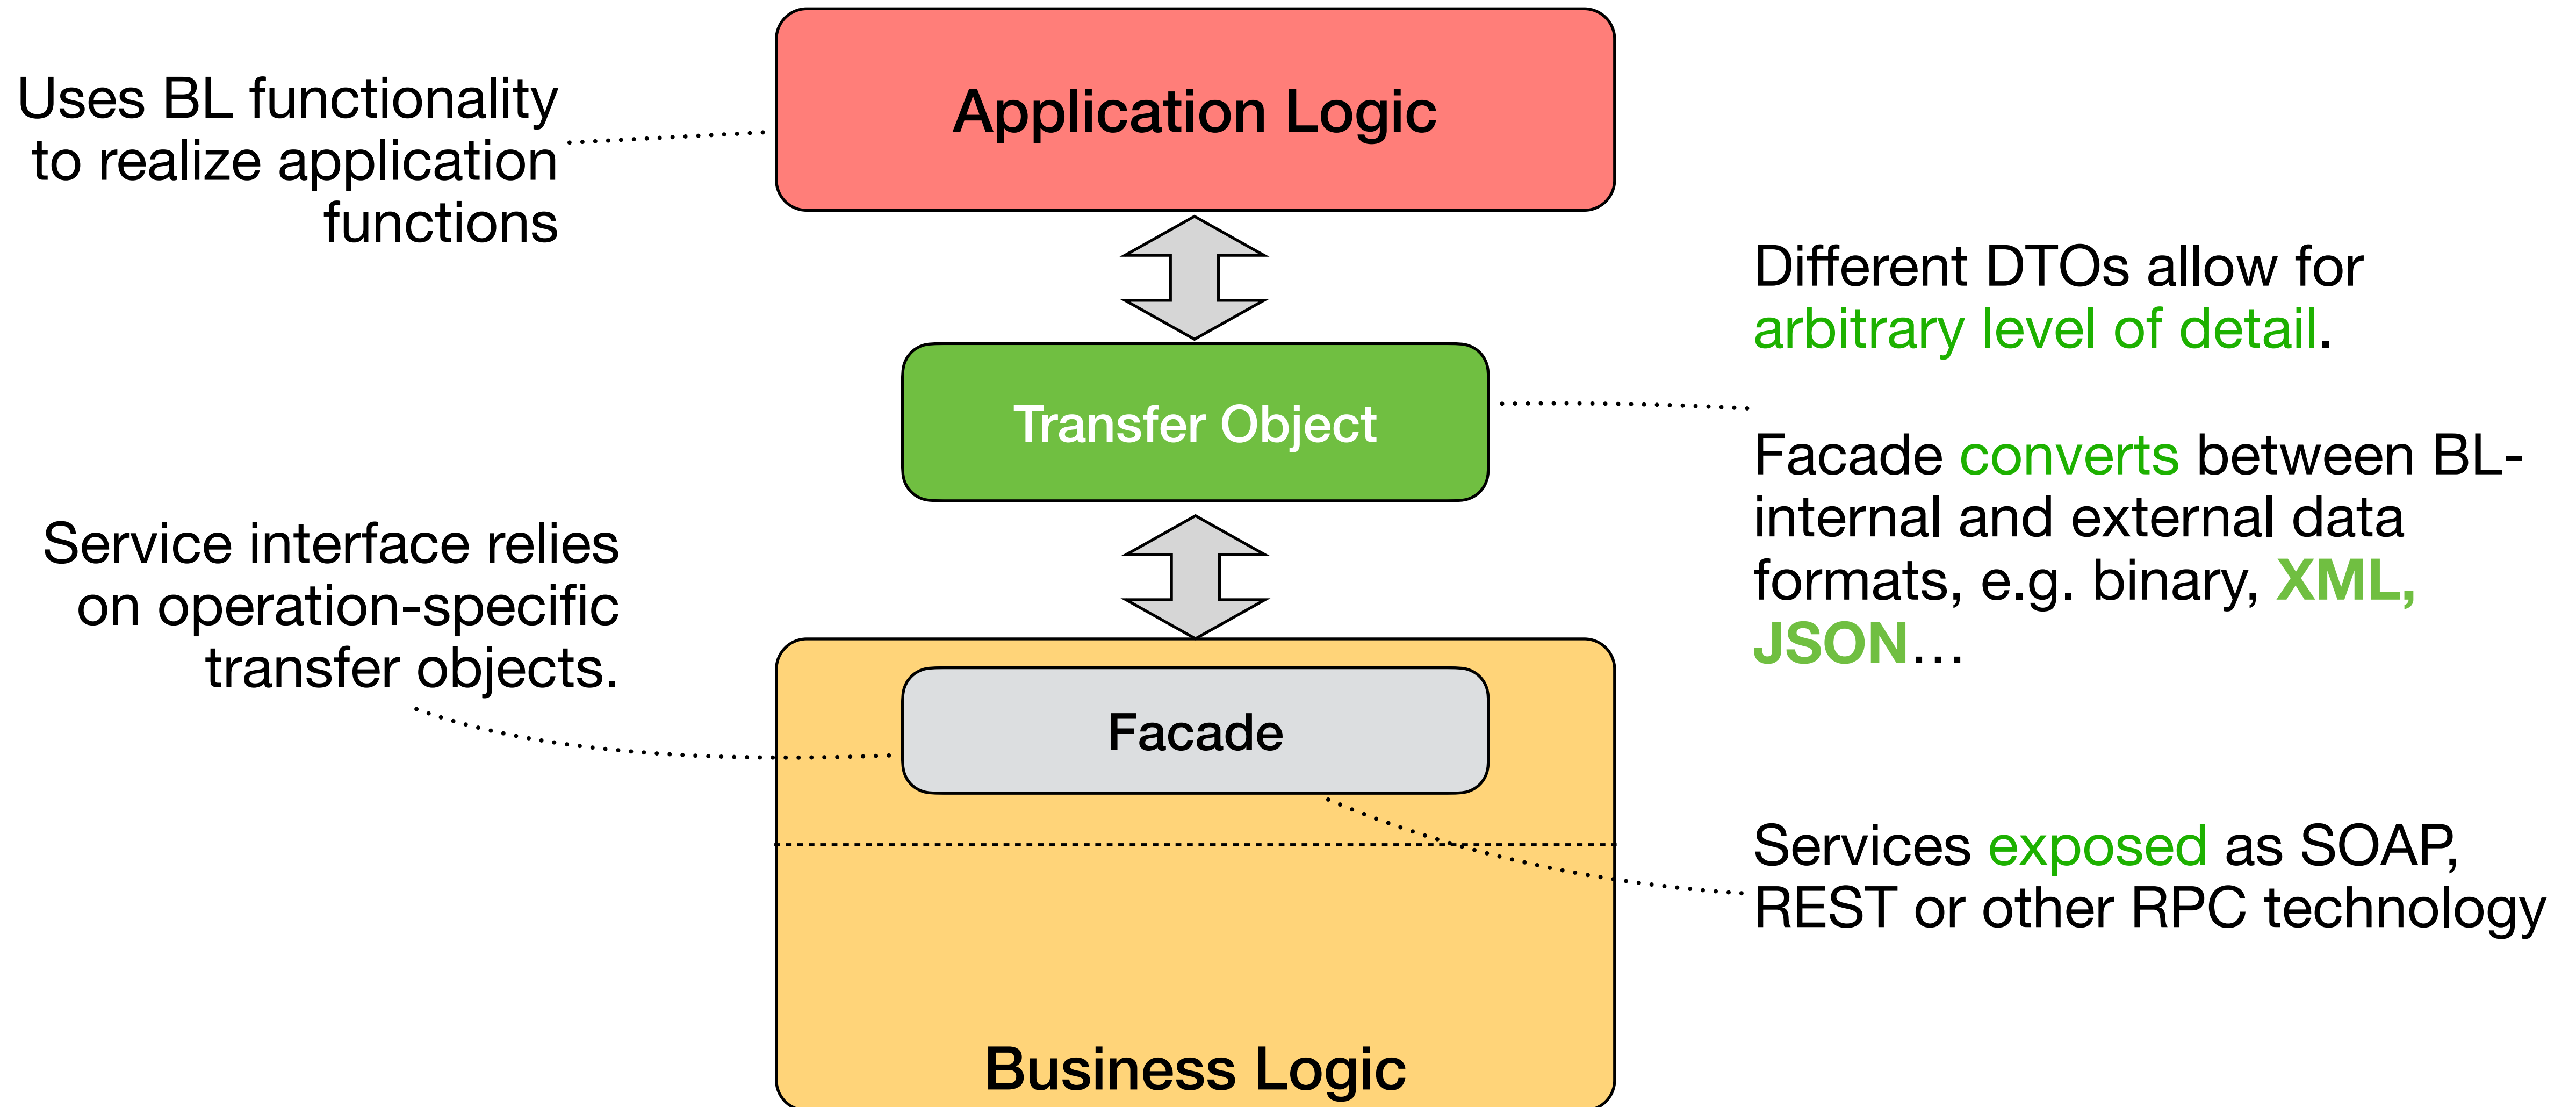 Application Logic
Uses BL functionality
to realize application
functions
Different DTOs allow for
arbitrary level of detail.
Transfer Object
Facade converts between BL-
internal and external data
formats, e.g. binary, XML,
JSON…
Service interface relies
on operation-specific
transfer objects.
Facade
Services exposed as SOAP,
REST or other RPC technology
Business Logic